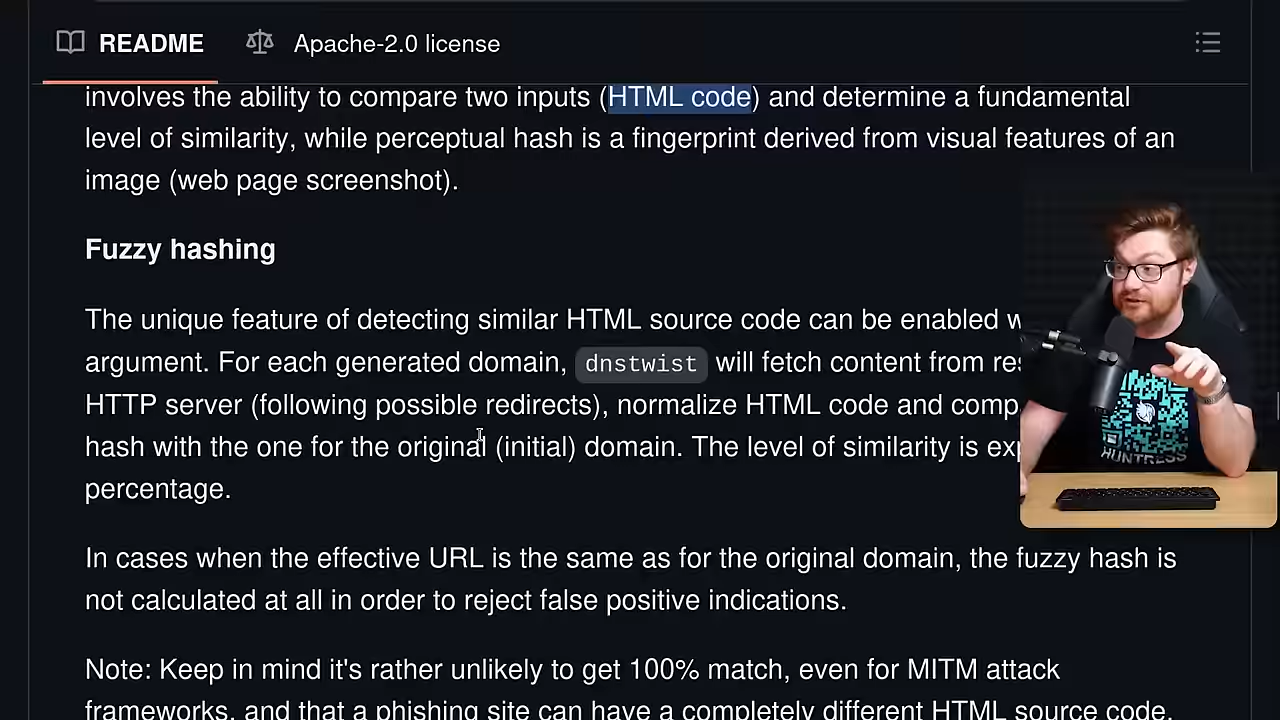 README
Apache-2.0 license
involves the ability to compare two inputs (HTML code) and determine a fundamental
level of similarity, while perceptual hash is a fingerprint derived from visual features of an
image (web page screenshot).
Fuzzy hashing
The unique feature of detecting similar HTML source code can be enabled w
argument. For each generated domain, dnstwist will fetch content from res
HTTP server (following possible redirects), normalize HTML code and comp
hash with the one for the original (initial) domain. The level of similarity is exp
percentage.
In cases when the effective URL is the same as for the original domain, the fuzzy hash is
not calculated at all in order to reject false positive indications.
Note: Keep in mind it's rather unlikely to get 100% match, even for MITM attack
frameworks, and that a phishing site can have a completely different HTML source code.
HUNTRESS